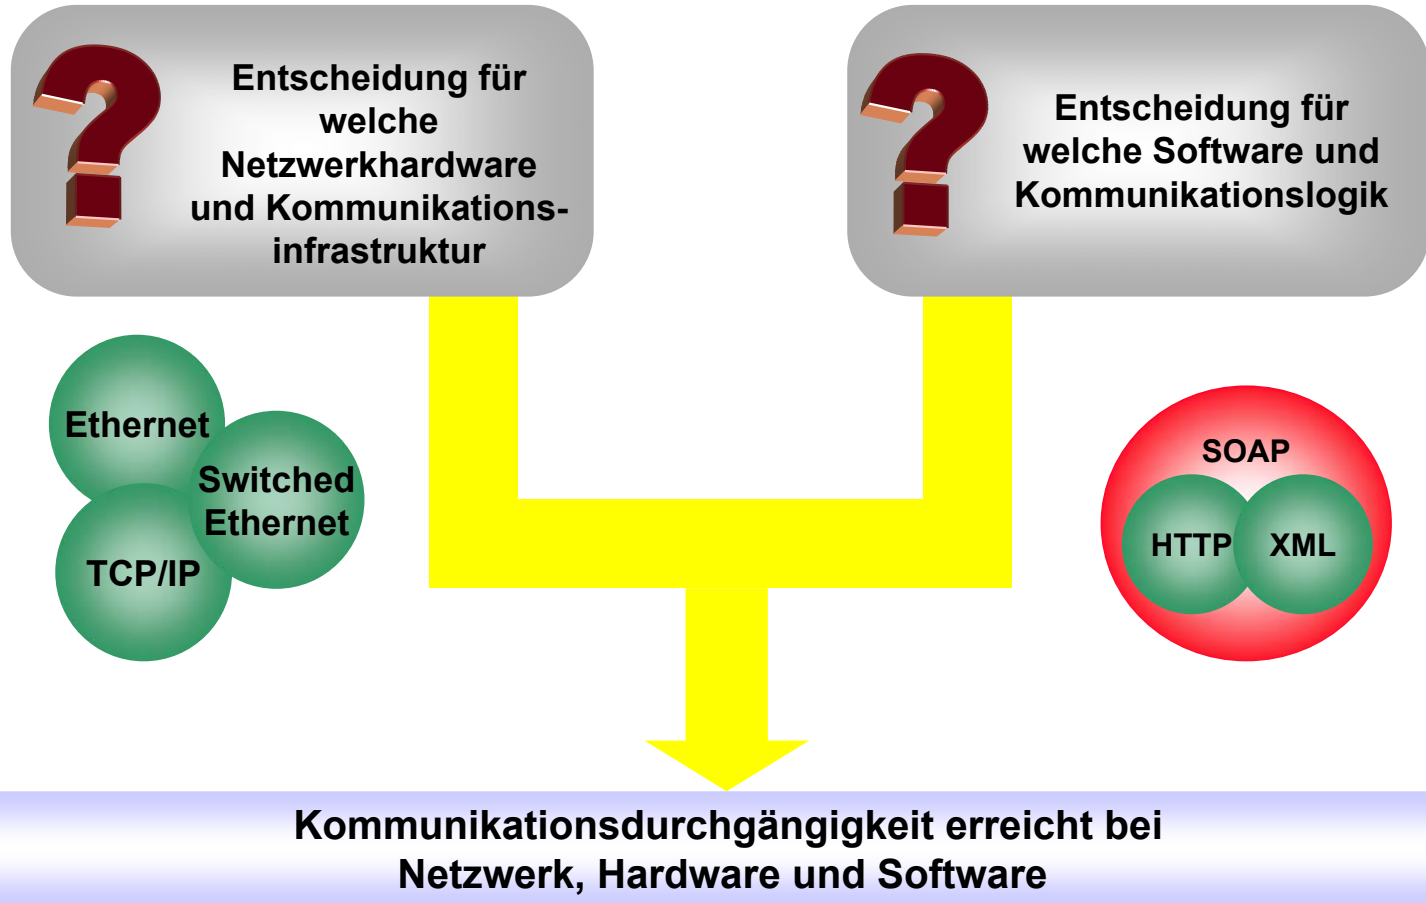 Entscheidung für
welche
Netzwerkhardware
und Kommunikations-
infrastruktur
Entscheidung für
welche Software und
Kommunikationslogik
Ethernet
Switched
Ethernet
TCP/IP
SOAP
HTTP
XML
Kommunikationsdurchgängigkeit erreicht bei
Netzwerk, Hardware und Software